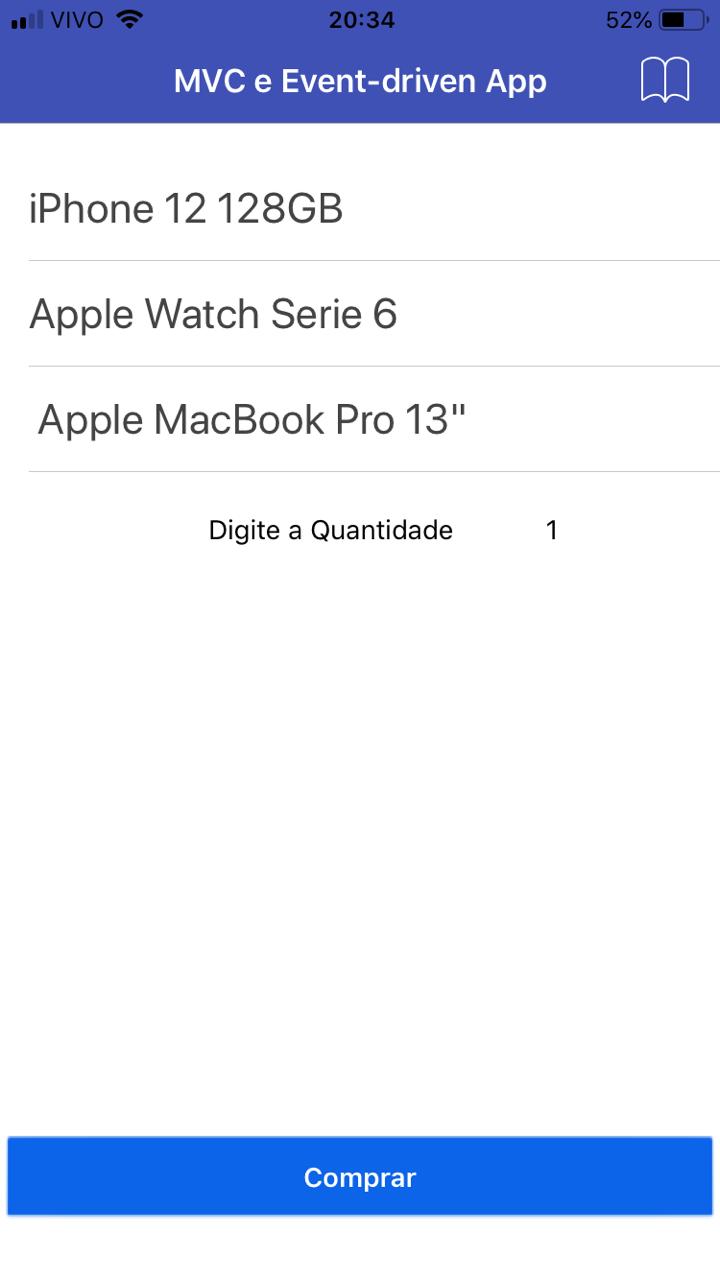 VIVO 20:34 52%
MVC e Event-driven App
iPhone 12 128GB
Apple Watch Serie 6
Apple MacBook Pro 13"
Digite a Quantidade 1
Comprar